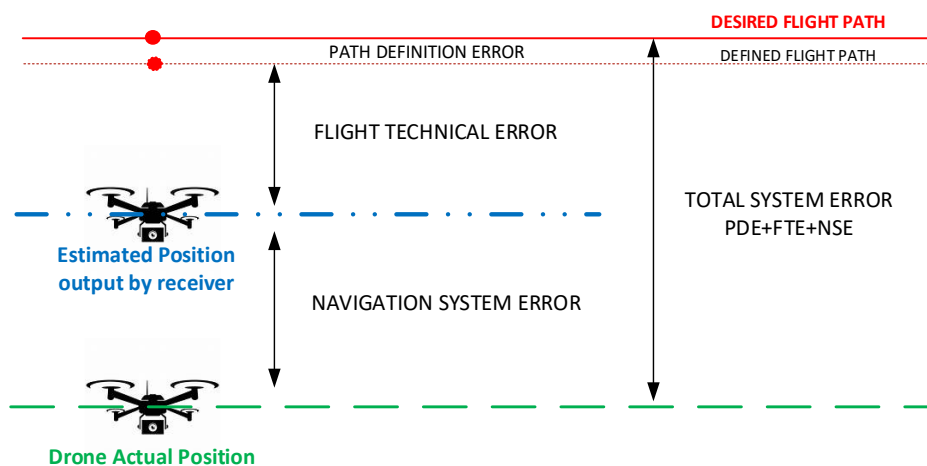 DESIRED FLIGHT PATH
PATH DEFINITION ERROR
DEFINED FLIGHT PATH
FLIGHT TECHNICAL ERROR
TOTAL SYSTEM ERROR
PDE+FTE+NSE
Estimated Position
output by receiver
NAVIGATION SYSTEM ERROR
Drone Actual Position